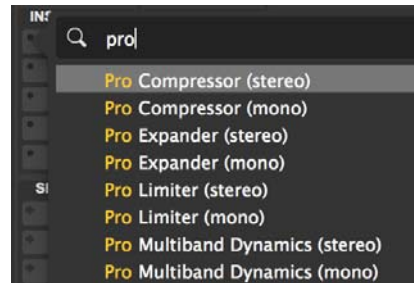 INS
pro
Pro Compressor (stereo)
Pro Compressor (mono)
Pro Expander (stereo)
Pro Expander (mono)
Pro Limiter (stereo)
Pro Limiter (mono)
Pro Multiband Dynamics (stereo)
Pro Multiband Dynamics (mono)